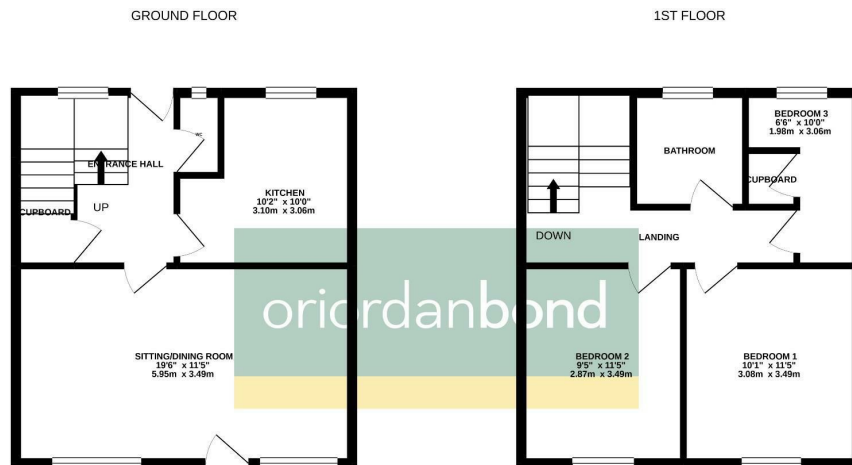 GROUND FLOOR
1ST FLOOR
WC
ENTRANCE HALL
UP
CUPBOARD
KITCHEN
10'2" x 10'0"
3.10m x 3.06m
SITTING/DINING ROOM
19'6" x 11'5"
5.95m x 3.49m
BEDROOM 3
6'6" x 10'0"
1.98m x 3.06m
BATHROOM
CUPBOARD
DOWN
LANDING
oriordanbond
BEDROOM 2
9'5" x 11'5"
2.87m x 3.49m
BEDROOM 1
10'1" x 11'5"
3.08m x 3.49m